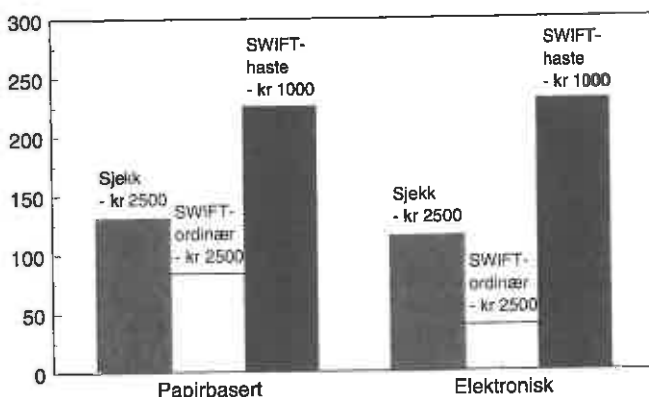 300
250
200
150
100
50
0
Sjekk
- kr 2500
SWIFT-
ordinær
- kr 2500
SWIFT-
haste
- kr 1000
Sjekk
- kr 2500
SWIFT-
ordinær
- kr 2500
SWIFT-
haste
- kr 1000
Papirbasert
Elektronisk